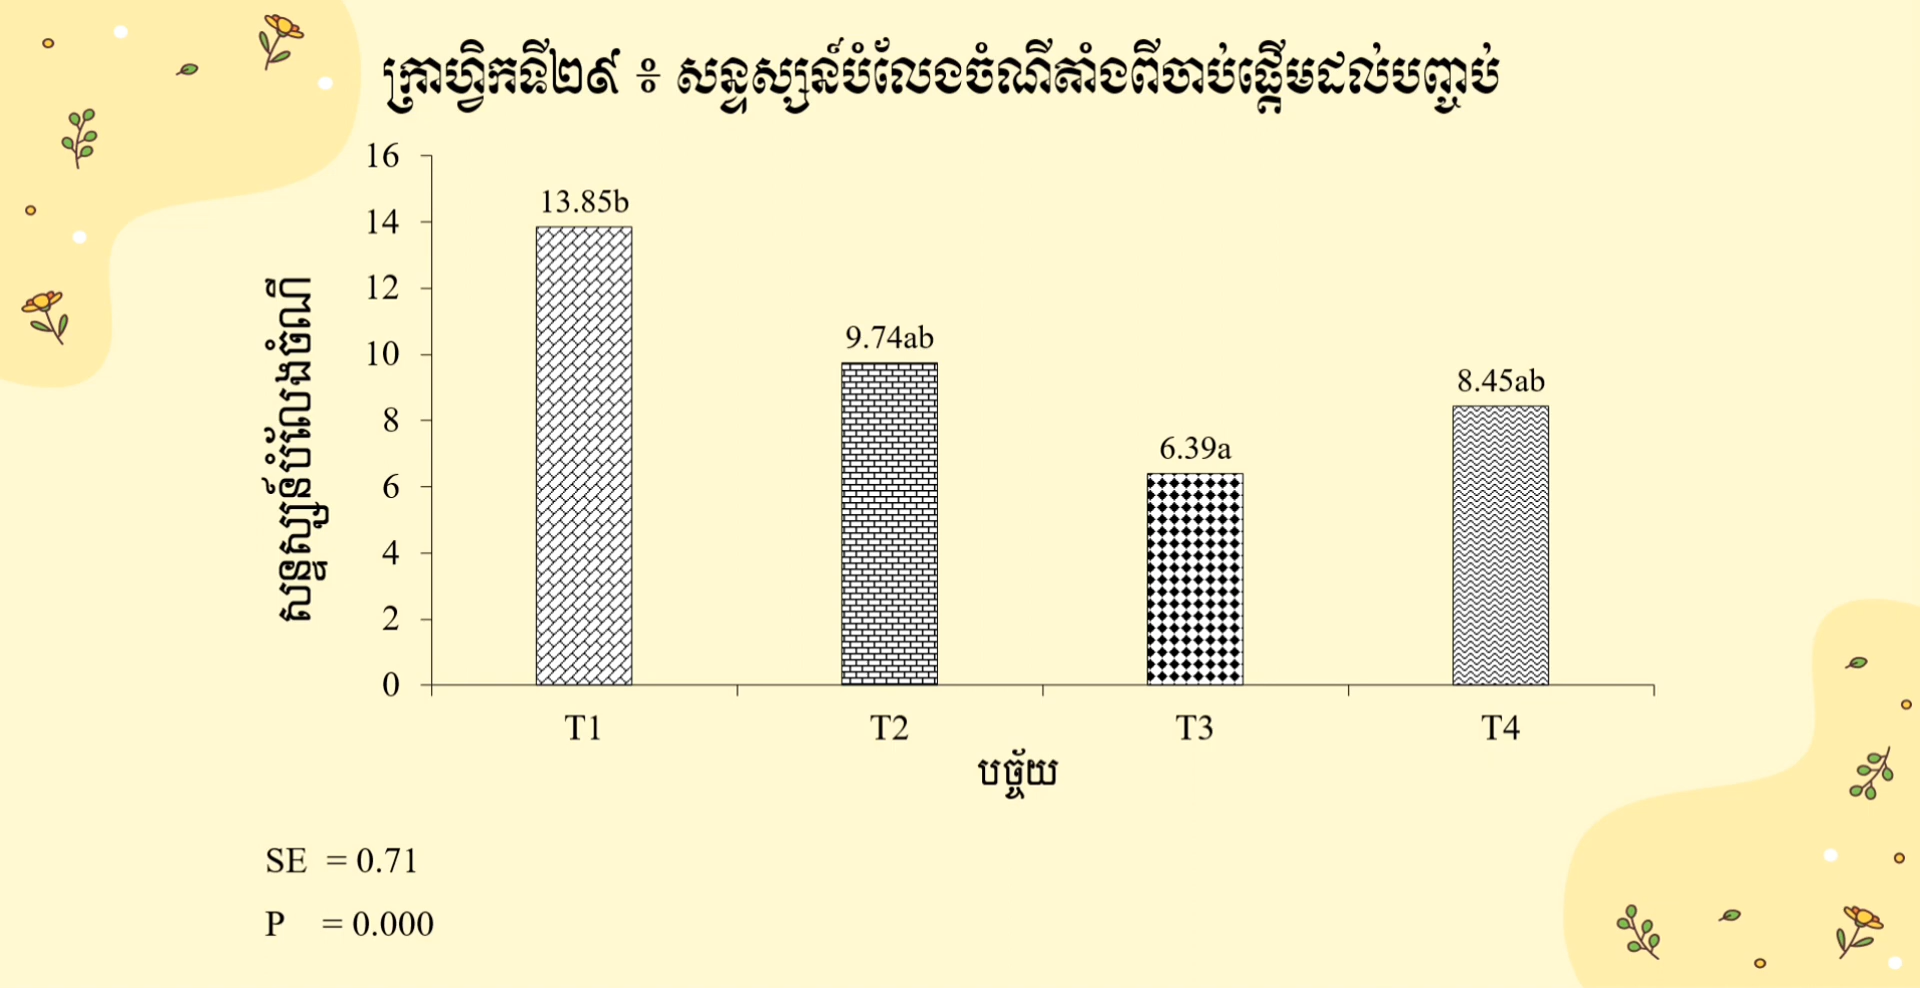 ក្រាហ្វិកទី២៩ ៖ សន្ទស្សន៍បំលែងចំណីតាំងពីចាប់ផ្ដើមដល់បញ្ចប់
16
14
12
10
8
6
4
2
0
សន្ទស្សន៍បំលែងចំណី
13.85b
9.74ab
6.39a
8.45ab
T1
T2
T3
T4
បច្ច័យ
SE = 0.71
P = 0.000